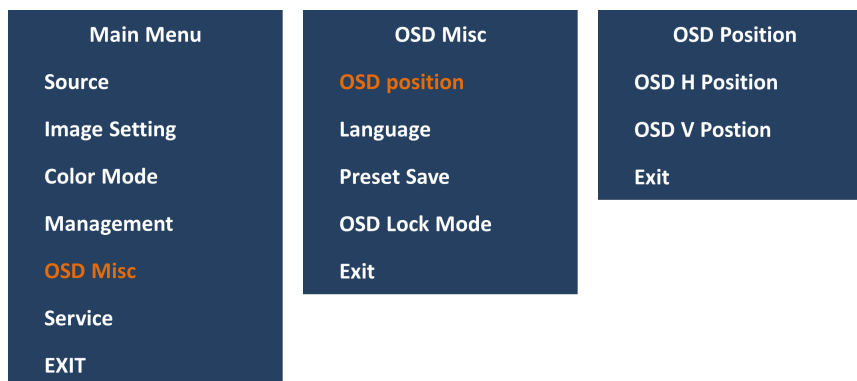 Main Menu
Source
Image Setting
Color Mode
Management
OSD Misc
Service
EXIT
OSD Misc
OSD position
Language
Preset Save
OSD Lock Mode
Exit
OSD Position
OSD H Position
OSD V Postion
Exit